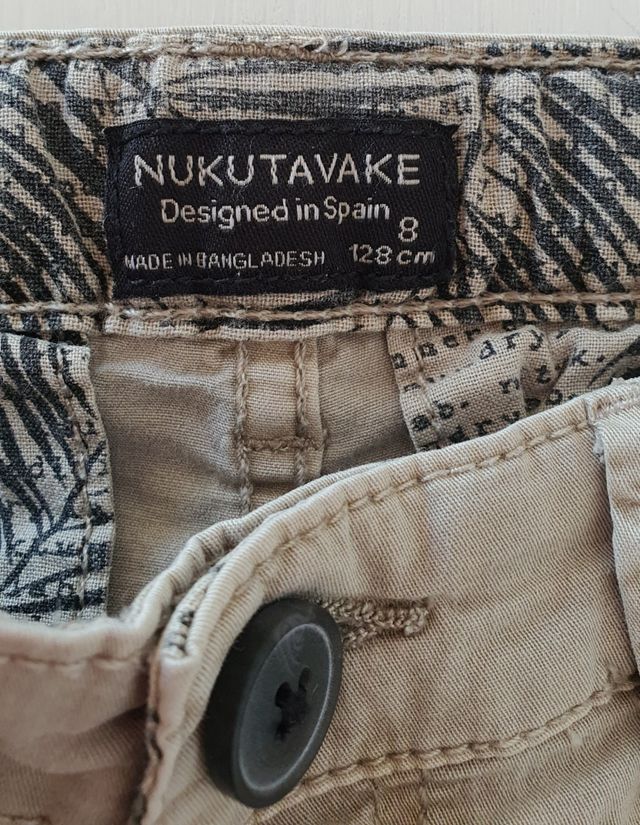 NUKUTAVAKE
Designed in Spain
8
MADE IN BANGLADESH 128 cm